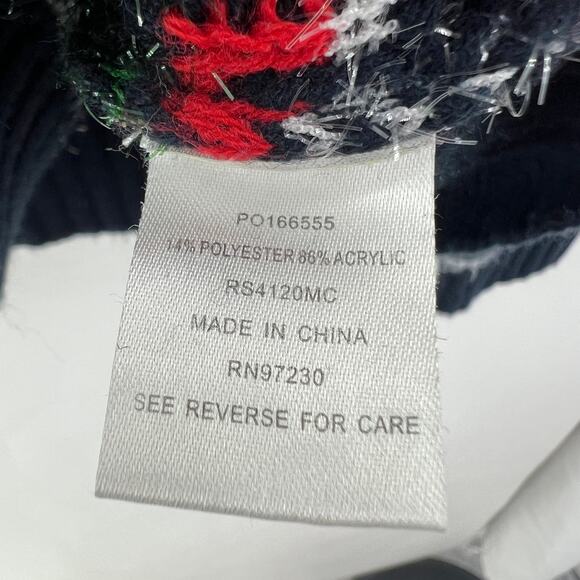 PO166555
14% POLYESTER 86% ACRYLIC
RS4120MC
MADE IN CHINA
RN97230
SEE REVERSE FOR CARE